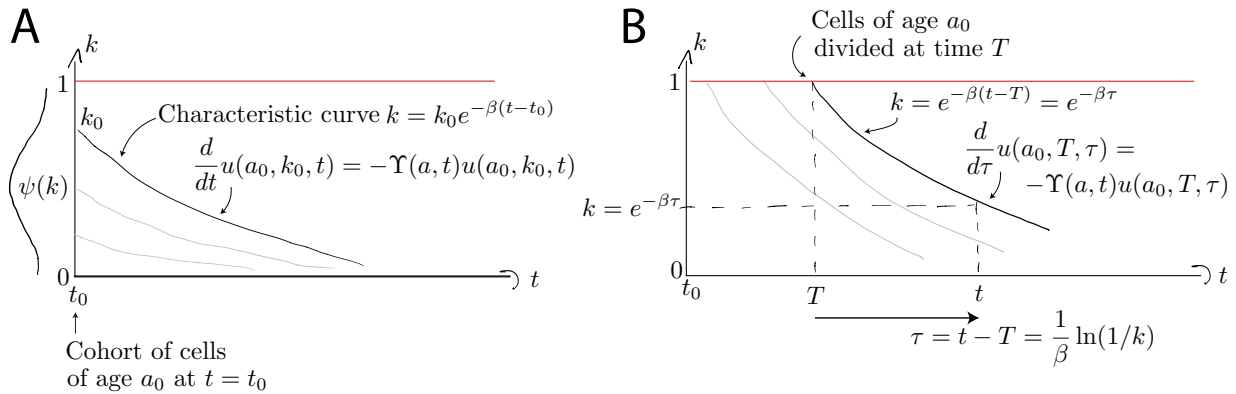 A
k
1
k₀
Characteristic curve k = k₀e^{−β(t−t₀)}
d/dt u(a₀, k₀, t) = −ϒ(a, t)u(a₀, k₀, t)
ψ(k)
0
t₀
t
Cohort of cells
of age a₀ at t = t₀
B
Cells of age a₀
divided at time T
k
1
k = e^{−β(t−T)} = e^{−βτ}
d/dτ u(a₀, T, τ) =
−ϒ(a, t)u(a₀, T, τ)
k = e^{−βτ}
0
t₀
T
t
t
τ = t − T = 1/β ln(1/k)